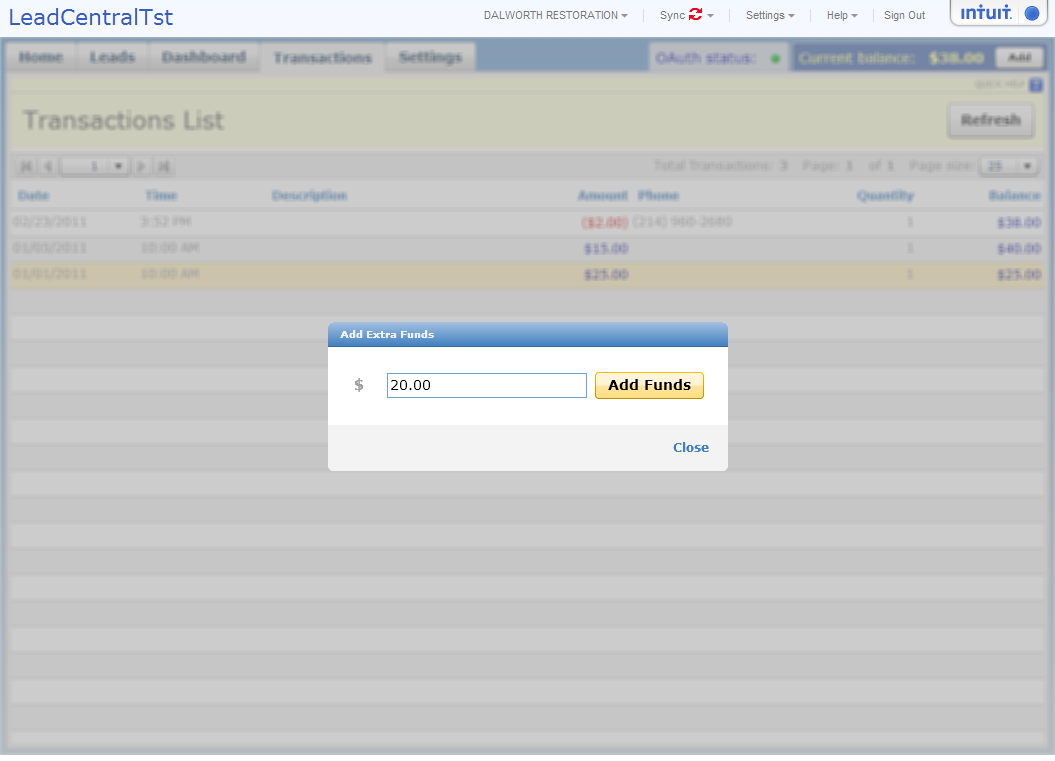 LeadCentralTst
DALWORTH RESTORATION Sync Settings Help Sign Out intuit.
Home Leads Dashboard Transactions Settings OAuth status: Current balance: $38.00 Add
QUICK HELP ?
Transactions List Refresh
1 Total Transactions: 3 Page: 1 of 1 Page size: 25
Date Time Description Amount Phone Quantity Balance
02/23/2011 3:52 PM ($2.00) (214) 960-2680 1 $38.00
01/05/2011 10:00 AM $15.00 1 $40.00
01/01/2011 10:00 AM $25.00 1 $25.00
Add Extra Funds
$ 20.00 Add Funds
Close